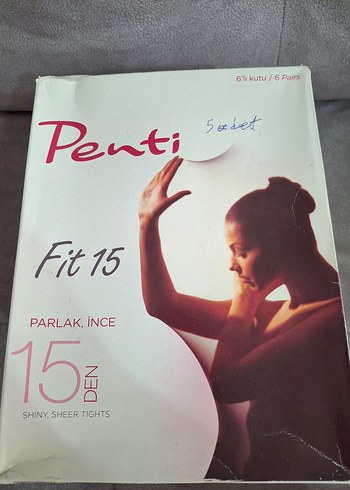 6'lı kutu / 6 Pairs
Penti
5 adet
Fit 15
PARLAK, İNCE
15 DEN
SHINY, SHEER TIGHTS